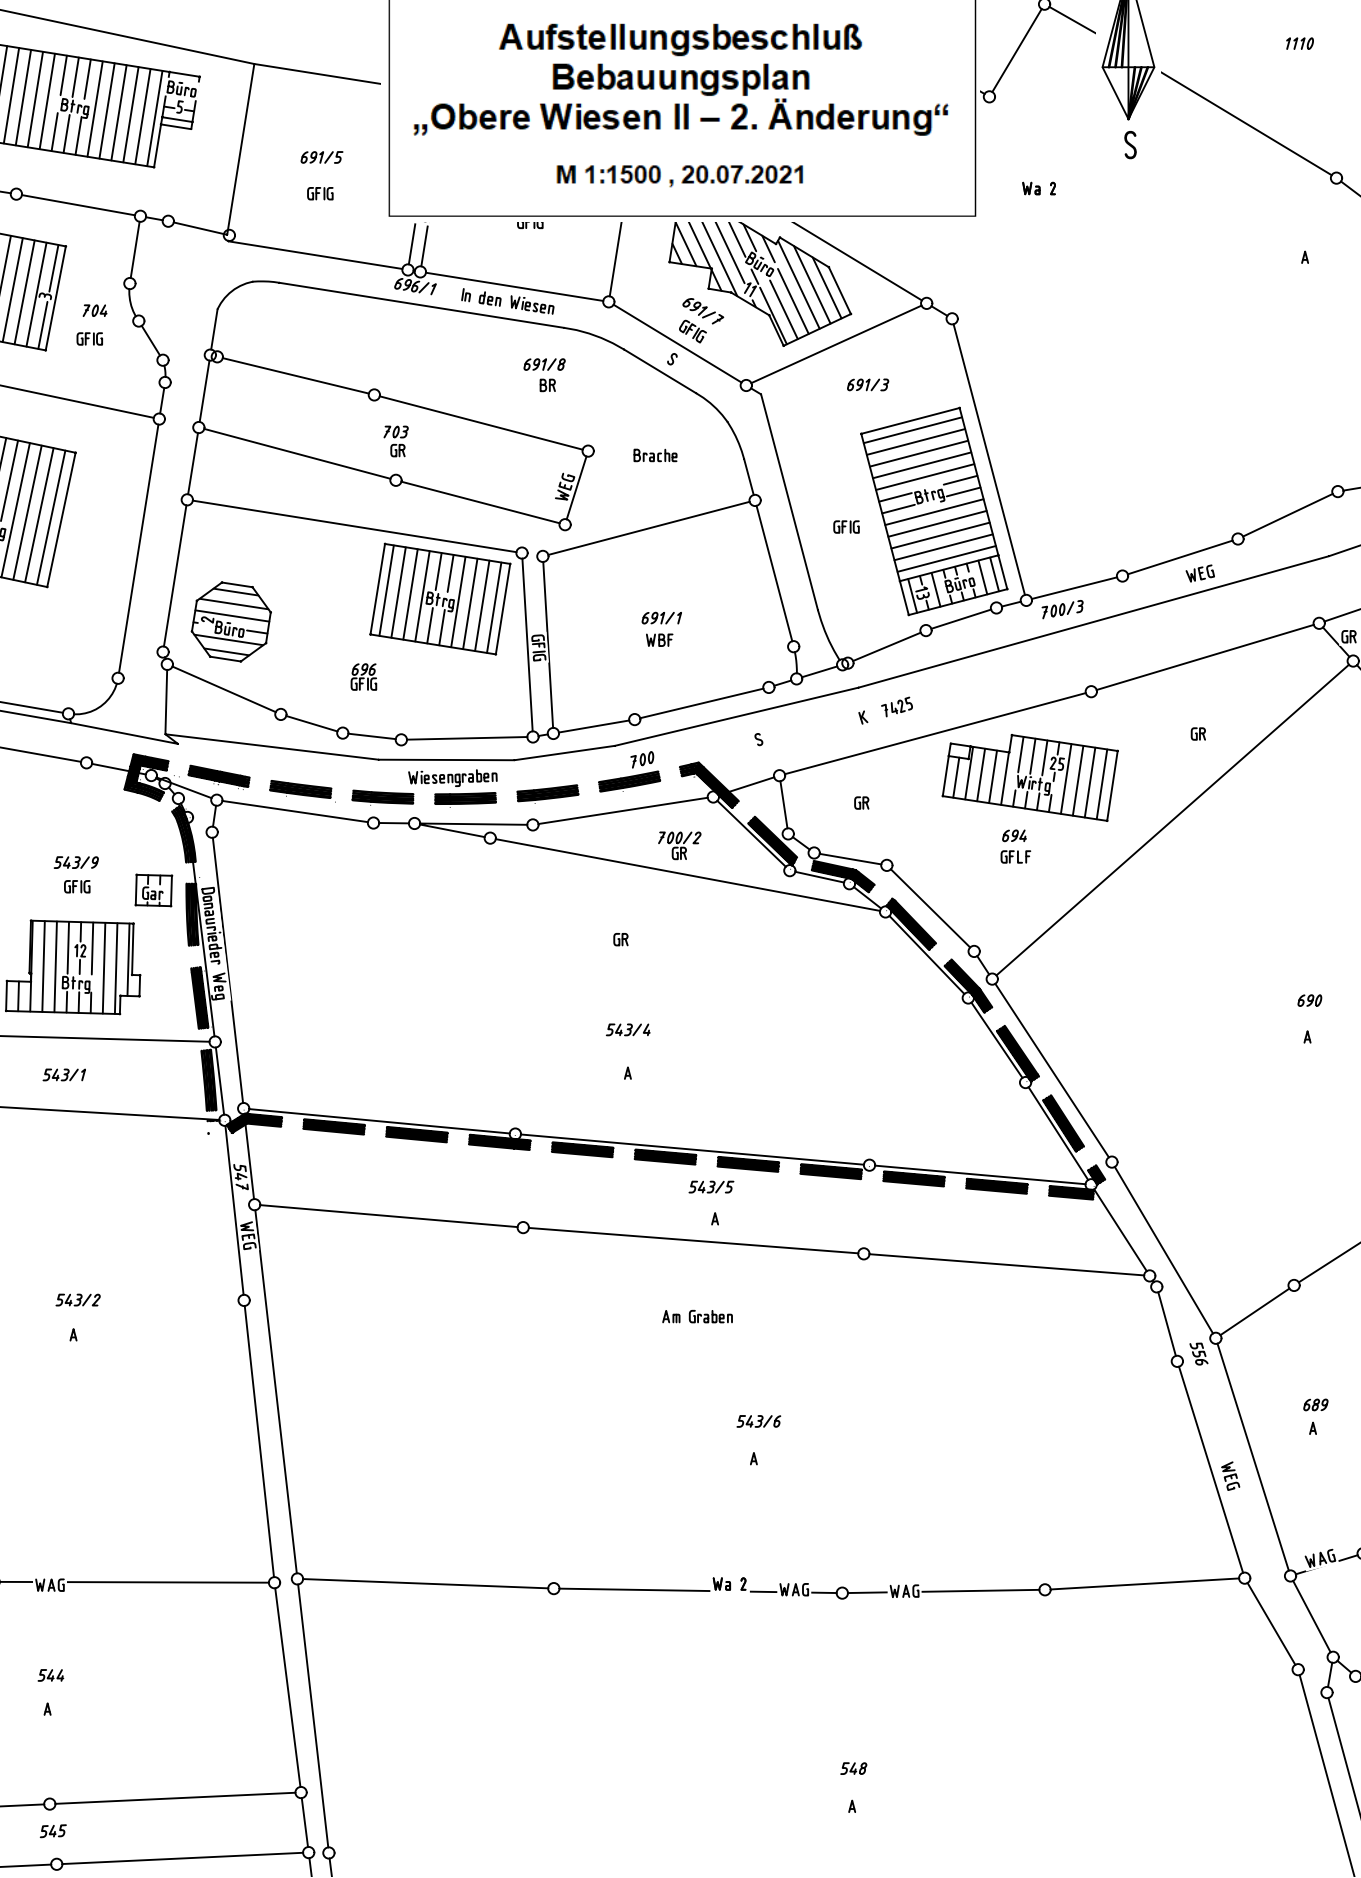 Aufstellungsbeschluß
Bebauungsplan
„Obere Wiesen II – 2. Änderung“
M 1:1500 , 20.07.2021
1110
S
Wa 2
A
Btrg
Büro
5
691/5
GFIG
GFIG
3
704
GFIG
696/1
In den Wiesen
S
Büro
11
691/7
GFIG
691/8
BR
691/3
703
GR
WEG
Brache
GFIG
Btrg
13
Büro
WEG
700/3
g
2
Büro
Btrg
GFIG
691/1
WBF
696
GFIG
GR
K 7425
S
GR
700
Wiesengraben
25
Wirtg
GR
694
GFLF
700/2
GR
543/9
GFIG
Gar
12
Btrg
Donaurieder Weg
GR
690
A
543/4
A
543/1
547
WEG
543/5
A
543/2
A
Am Graben
556
689
A
543/6
A
WEG
WAG
Wa 2
WAG
WAG
WAG
544
A
548
A
545